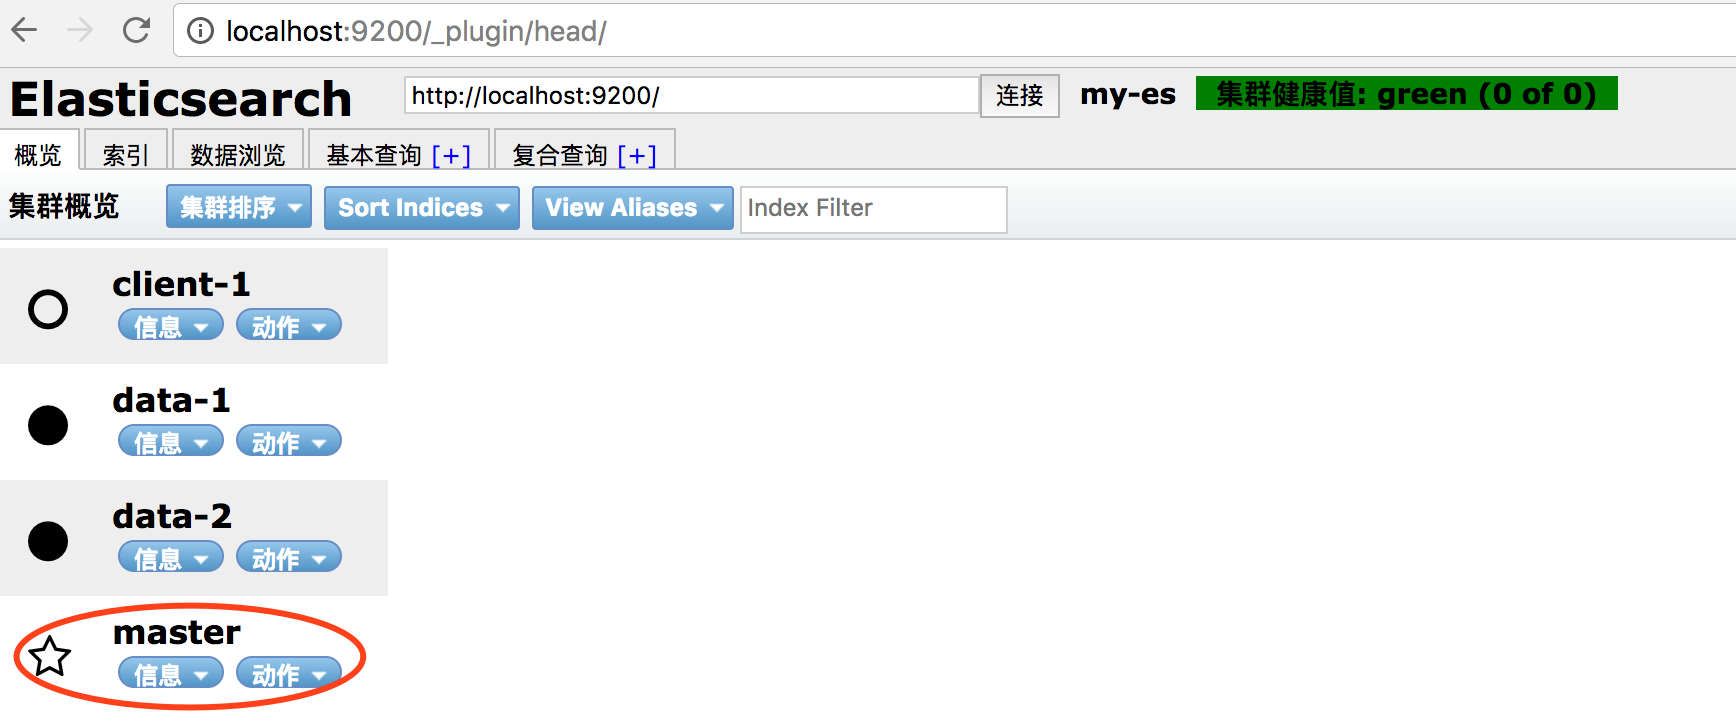 localhost:9200/_plugin/head/
Elasticsearch http://localhost:9200/ 连接 my-es 集群健康值: green (0 of 0)
概览 索引 数据浏览 基本查询 [+] 复合查询 [+]
集群概览 集群排序 Sort Indices View Aliases Index Filter
client-1
信息 动作
data-1
信息 动作
data-2
信息 动作
master
信息 动作